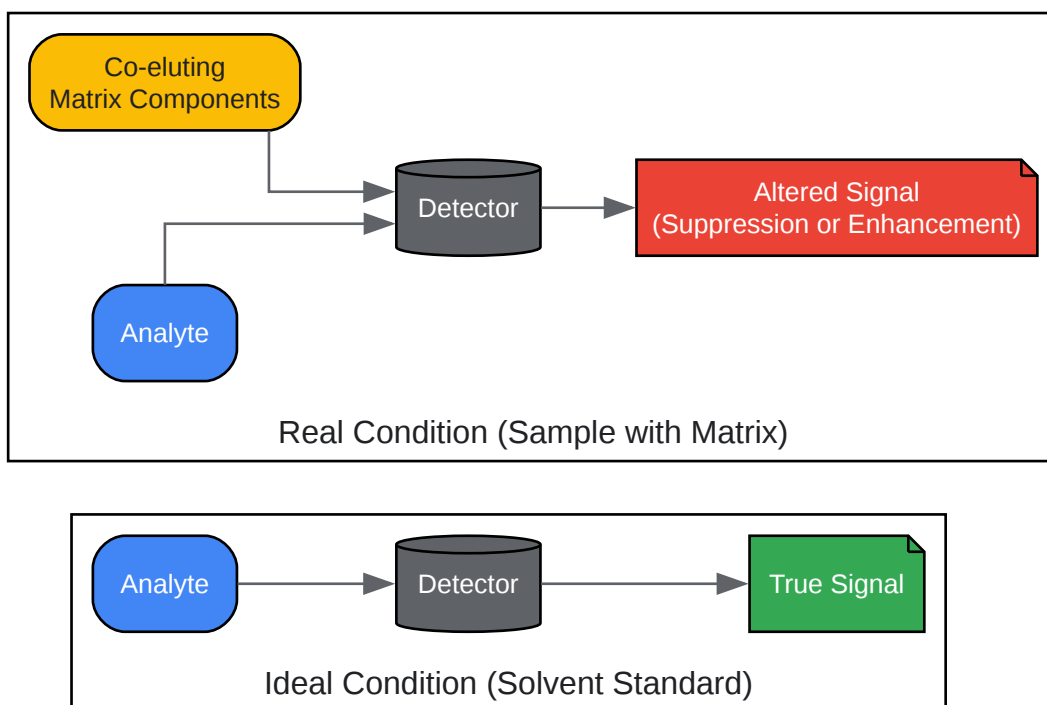 Co-eluting
Matrix Components
Detector
Altered Signal
(Suppression or Enhancement)
Analyte
Real Condition (Sample with Matrix)
Analyte
Detector
True Signal
Ideal Condition (Solvent Standard)